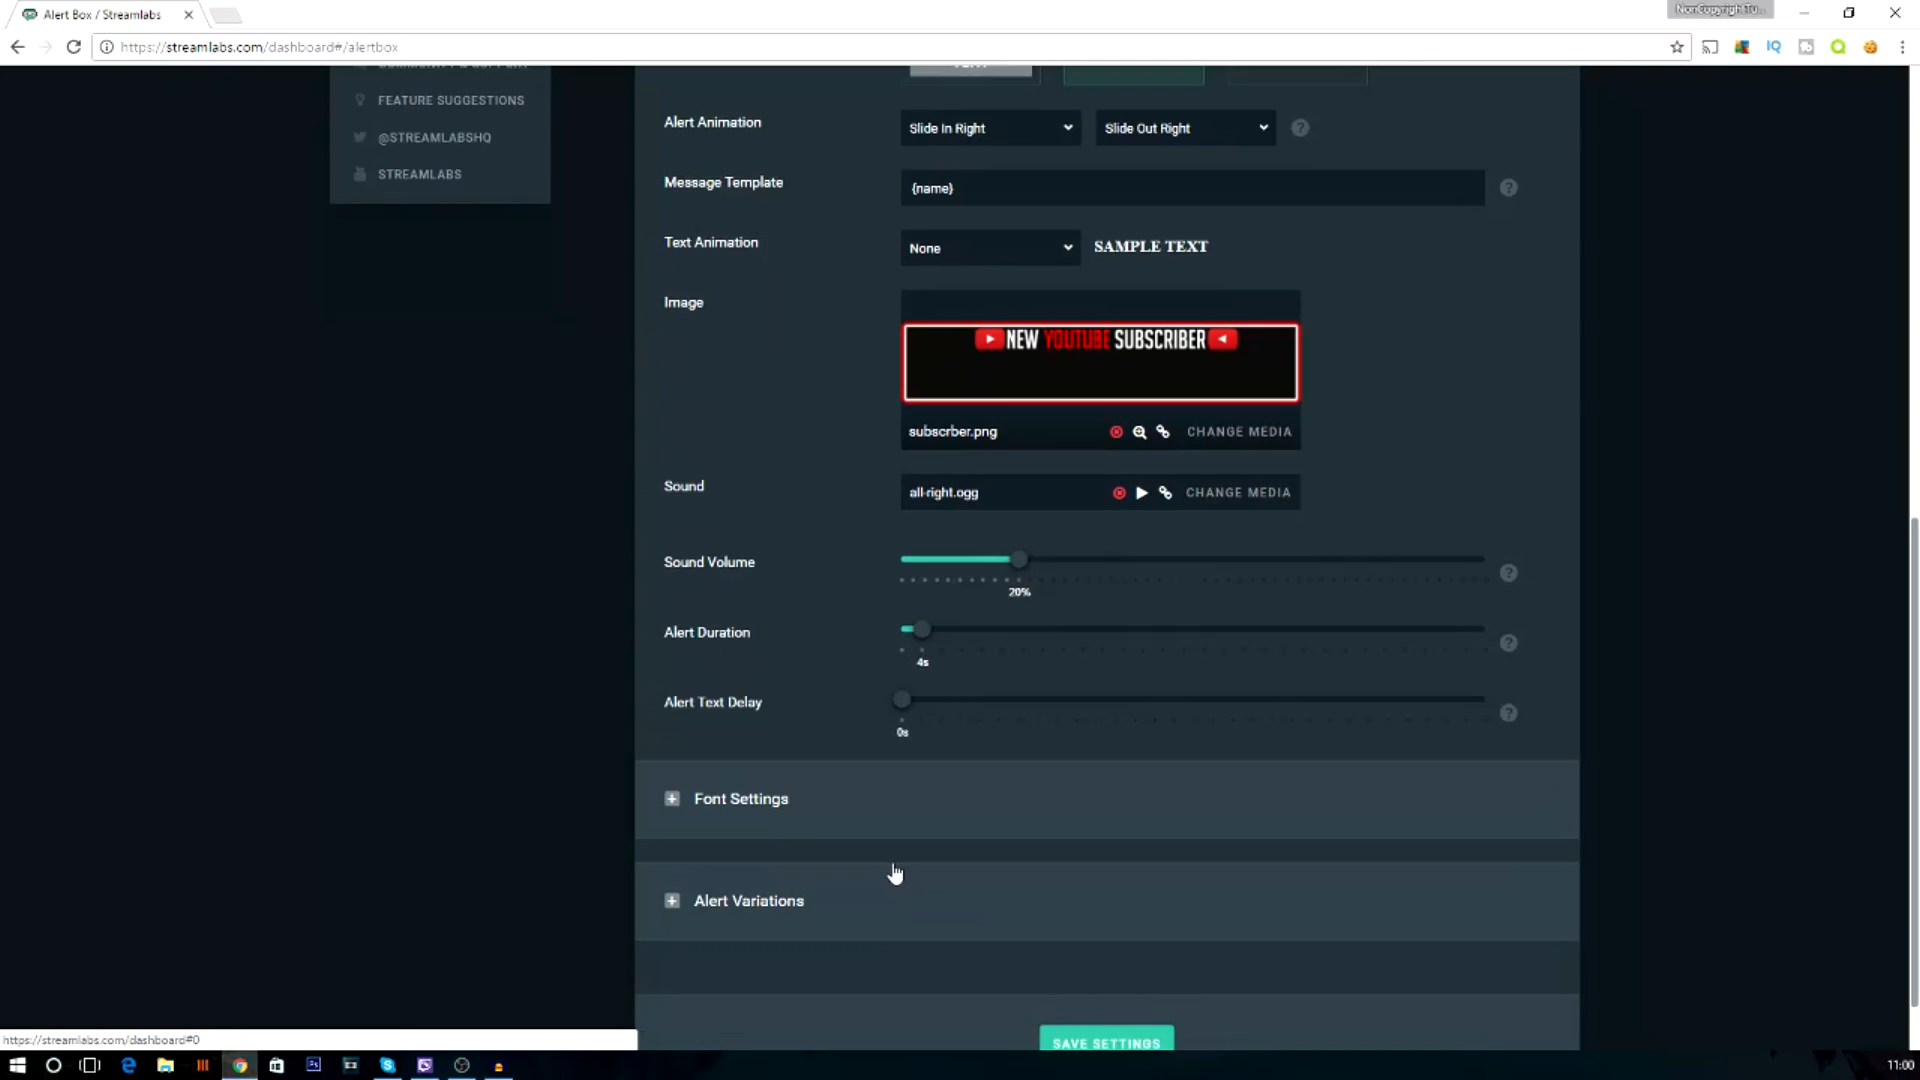 Alert Box / Streamlabs
https://streamlabs.com/dashboard#/alertbox
FEATURE SUGGESTIONS
@STREAMLABSHQ
STREAMLABS
Alert Animation
Slide In Right
Slide Out Right
Message Template
{name}
Text Animation
None
SAMPLE TEXT
Image
NEW YOUTUBE SUBSCRIBER
subscrber.png
CHANGE MEDIA
Sound
all-right.ogg
CHANGE MEDIA
Sound Volume
20%
Alert Duration
4s
Alert Text Delay
0s
Font Settings
Alert Variations
SAVE SETTINGS
https://streamlabs.com/dashboard#0
11:00